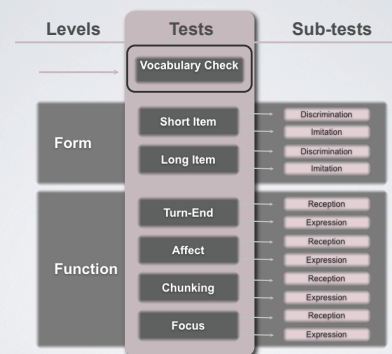 Levels Tests Sub-tests
Vocabulary Check
Form
Short Item
Discrimination
Imitation
Long Item
Discrimination
Imitation
Function
Turn-End
Reception
Expression
Affect
Reception
Expression
Chunking
Reception
Expression
Focus
Reception
Expression